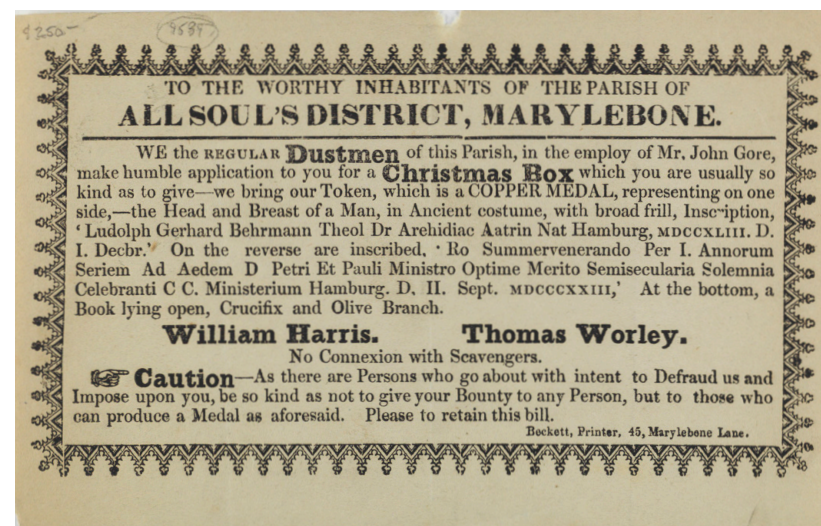 $250-
9589
TO THE WORTHY INHABITANTS OF THE PARISH OF
ALL SOUL'S DISTRICT, MARYLEBONE.
WE the REGULAR Dustmen of this Parish, in the employ of Mr. John Gore,
make humble application to you for a Christmas Box which you are usually so
kind as to give—we bring our Token, which is a COPPER MEDAL, representing on one
side,—the Head and Breast of a Man, in Ancient costume, with broad frill, Inscription,
‘ Ludolph Gerhard Behrmann Theol Dr Arehidiac Aatrin Nat Hamburg, MDCCXLIII. D.
I. Decbr.’ On the reverse are inscribed, ‘ Ro Summervenerando Per I. Annorum
Seriem Ad Aedem D Petri Et Pauli Ministro Optime Merito Semisecularia Solemnia
Celebranti C C. Ministerium Hamburg. D. II. Sept. MDCCCXXIII,’ At the bottom, a
Book lying open, Crucifix and Olive Branch.
William Harris. Thomas Worley.
No Connexion with Scavengers.
☞ Caution—As there are Persons who go about with intent to Defraud us and
Impose upon you, be so kind as not to give your Bounty to any Person, but to those who
can produce a Medal as aforesaid. Please to retain this bill.
Beckett, Printer, 45, Marylebone Lane.